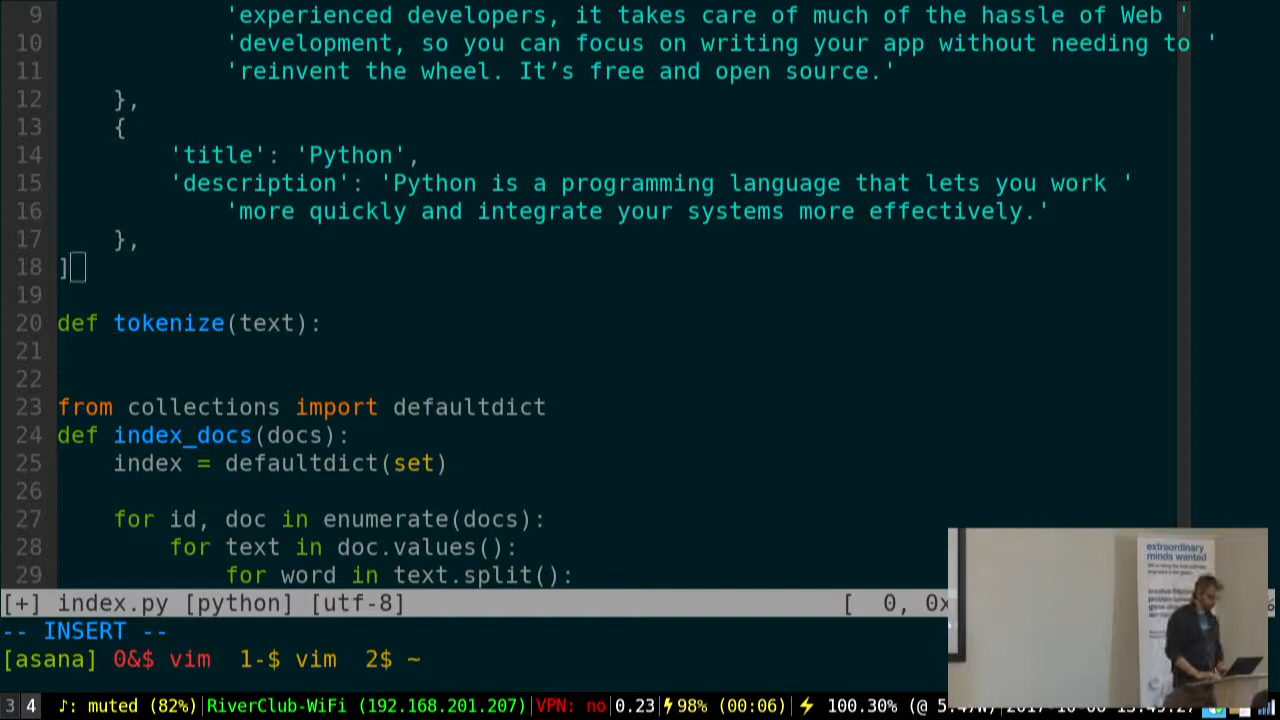 9 'experienced developers, it takes care of much of the hassle of Web '
10 'development, so you can focus on writing your app without needing to '
11 'reinvent the wheel. It’s free and open source.'
12 },
13 {
14 'title': 'Python',
15 'description': 'Python is a programming language that lets you work '
16 'more quickly and integrate your systems more effectively.'
17 },
18 ]
19
20 def tokenize(text):
21
22
23 from collections import defaultdict
24 def index_docs(docs):
25 index = defaultdict(set)
26
27 for id, doc in enumerate(docs):
28 for text in doc.values():
29 for word in text.split():
extraordinary
minds wanted
[+] index.py [python] [utf-8] [ 0, 0x
-- INSERT --
[asana] 0&$ vim 1-$ vim 2$ ~
3 4 ♪: muted (82%)|RiverClub-WiFi (192.168.201.207)|VPN: no|0.23|⚡98% (00:06)|⚡ 100.30% (@